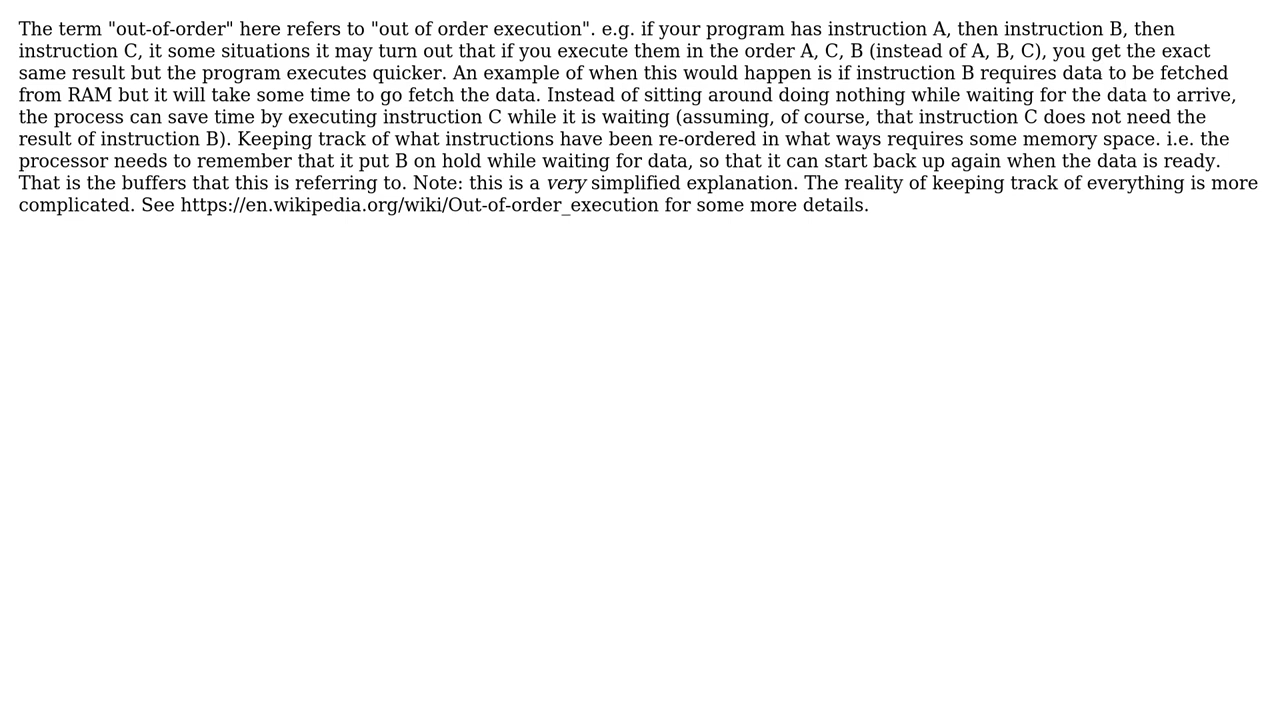 The term "out-of-order" here refers to "out of order execution". e.g. if your program has instruction A, then instruction B, then
instruction C, it some situations it may turn out that if you execute them in the order A, C, B (instead of A, B, C), you get the exact
same result but the program executes quicker. An example of when this would happen is if instruction B requires data to be fetched
from RAM but it will take some time to go fetch the data. Instead of sitting around doing nothing while waiting for the data to arrive,
the process can save time by executing instruction C while it is waiting (assuming, of course, that instruction C does not need the
result of instruction B). Keeping track of what instructions have been re-ordered in what ways requires some memory space. i.e. the
processor needs to remember that it put B on hold while waiting for data, so that it can start back up again when the data is ready.
That is the buffers that this is referring to. Note: this is a very simplified explanation. The reality of keeping track of everything is more
complicated. See https://en.wikipedia.org/wiki/Out-of-order_execution for some more details.